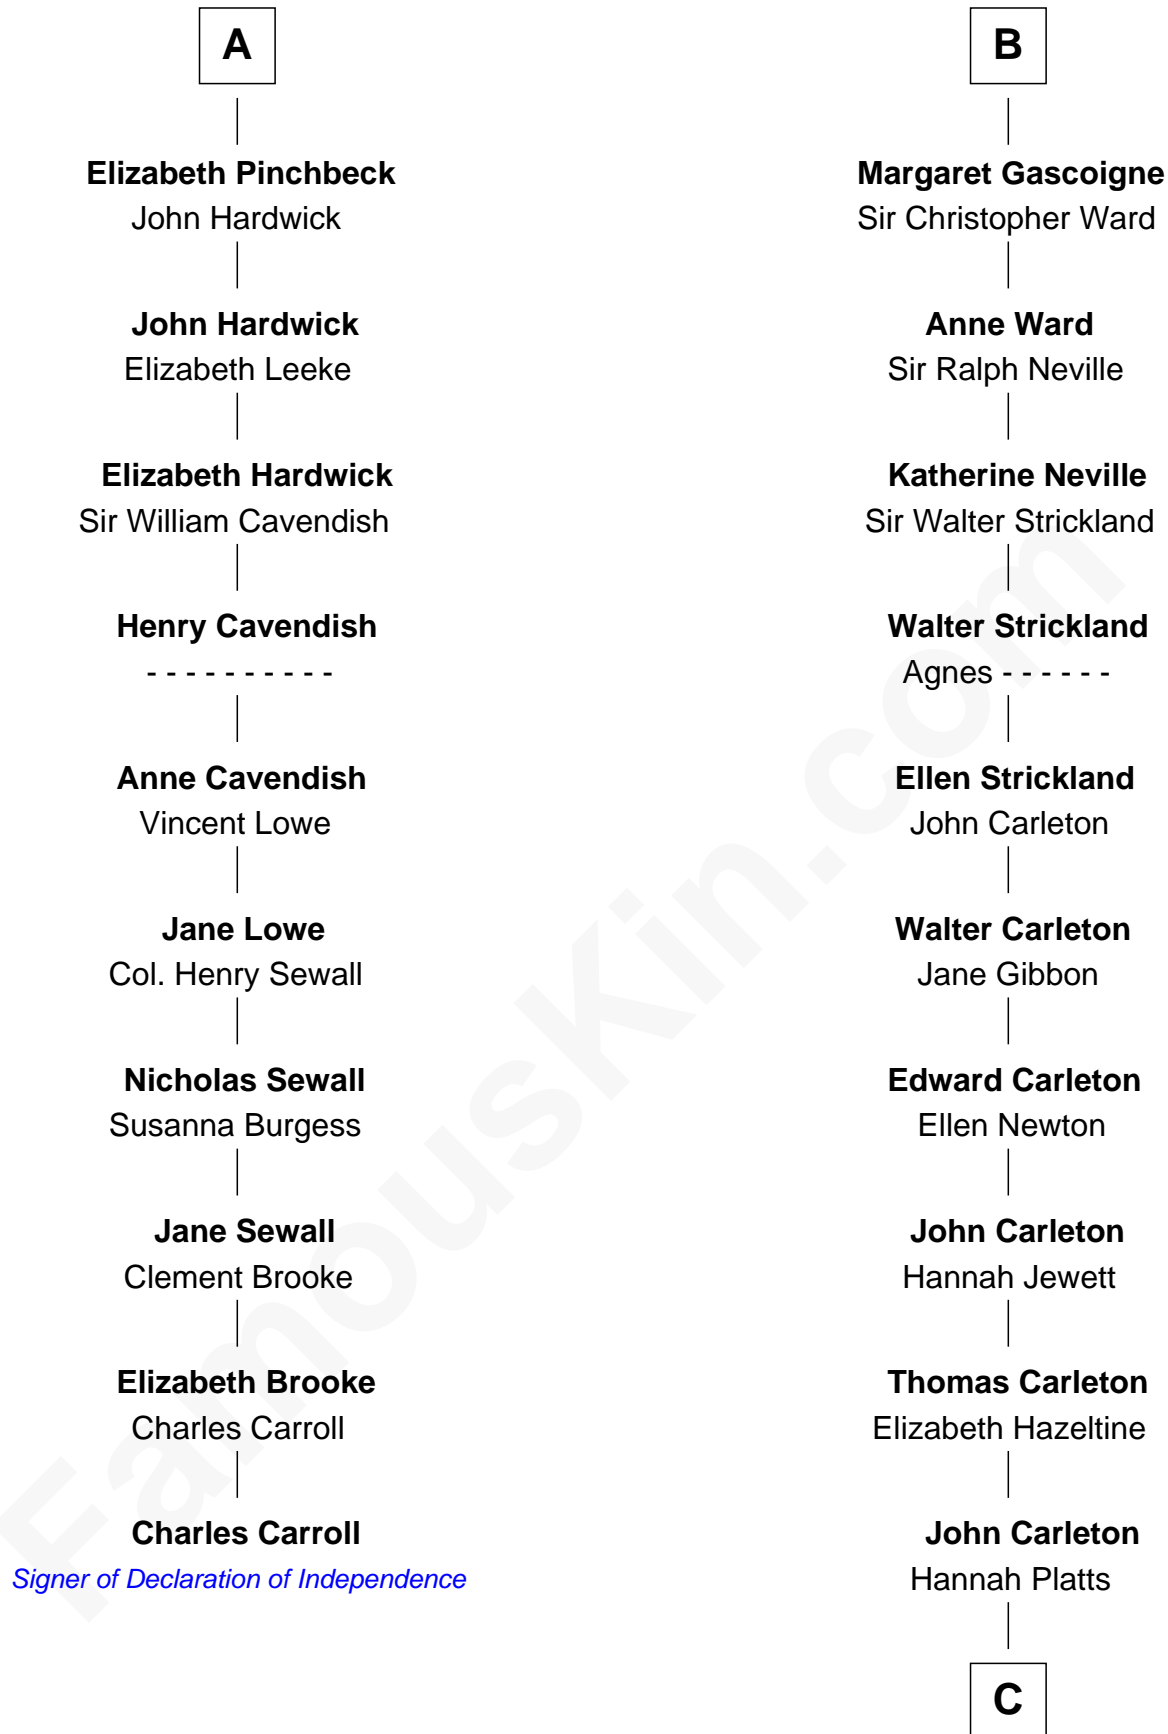 A
Elizabeth Pinchbeck
John Hardwick
John Hardwick
Elizabeth Leeke
Elizabeth Hardwick
Sir William Cavendish
Henry Cavendish
- - - - - - - - - -
Anne Cavendish
Vincent Lowe
Jane Lowe
Col. Henry Sewall
Nicholas Sewall
Susanna Burgess
Jane Sewall
Clement Brooke
Elizabeth Brooke
Charles Carroll
Charles Carroll
Signer of Declaration of Independence
B
Margaret Gascoigne
Sir Christopher Ward
Anne Ward
Sir Ralph Neville
Katherine Neville
Sir Walter Strickland
Walter Strickland
Agnes - - - - - -
Ellen Strickland
John Carleton
Walter Carleton
Jane Gibbon
Edward Carleton
Ellen Newton
John Carleton
Hannah Jewett
Thomas Carleton
Elizabeth Hazeltine
John Carleton
Hannah Platts
C
FamousKin.com